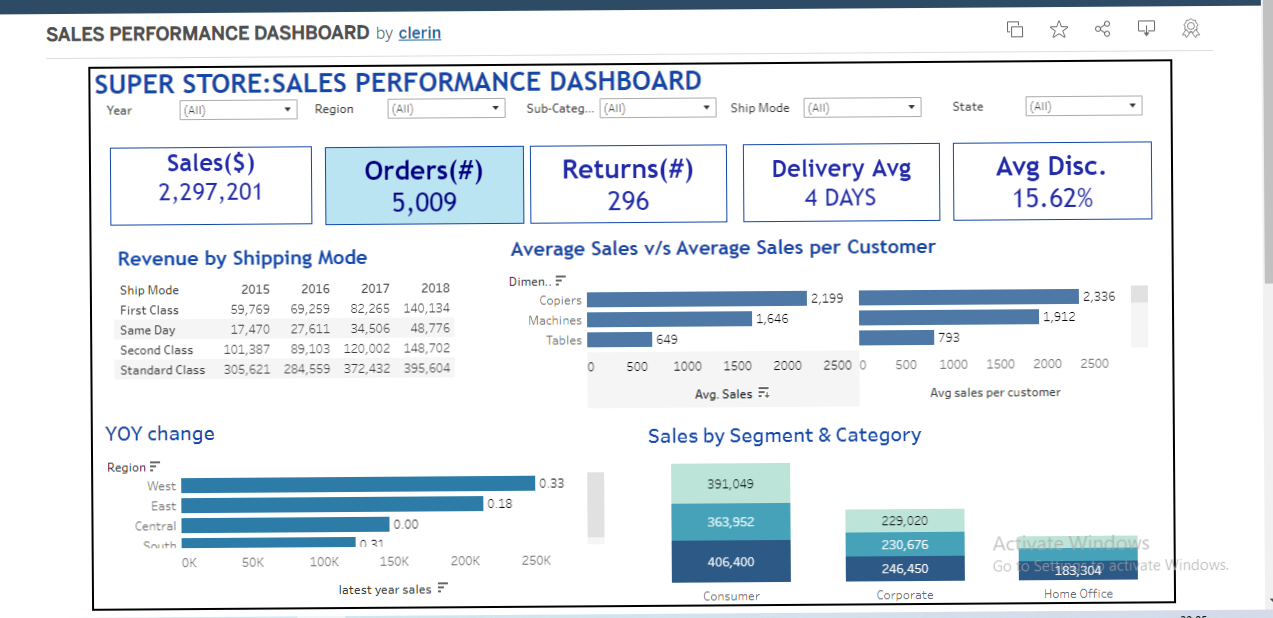 SALES PERFORMANCE DASHBOARD by clerin
SUPER STORE:SALES PERFORMANCE DASHBOARD
Year (All) Region (All) Sub-Categ... (All) Ship Mode (All) State (All)
Sales($) Orders(#) Returns(#) Delivery Avg Avg Disc.
2,297,201 5,009 296 4 DAYS 15.62%
Revenue by Shipping Mode
Ship Mode 2015 2016 2017 2018
First Class 59,769 69,259 82,265 140,134
Same Day 17,470 27,611 34,506 48,776
Second Class 101,387 89,103 120,002 148,702
Standard Class 305,621 284,559 372,432 395,604
Average Sales v/s Average Sales per Customer
Dimen..
Copiers 2,199 2,336
Machines 1,646 1,912
Tables 649 793
0 500 1000 1500 2000 2500 0 500 1000 1500 2000 2500
Avg. Sales Avg sales per customer
YOY change
Region
West 0.33
East 0.18
Central 0.00
South 0.31
0K 50K 100K 150K 200K 250K
latest year sales
Sales by Segment & Category
391,049
363,952
406,400
Consumer
229,020
230,676
246,450
Corporate
183,304
Home Office
Activate Windows
Go to Settings to activate Windows.